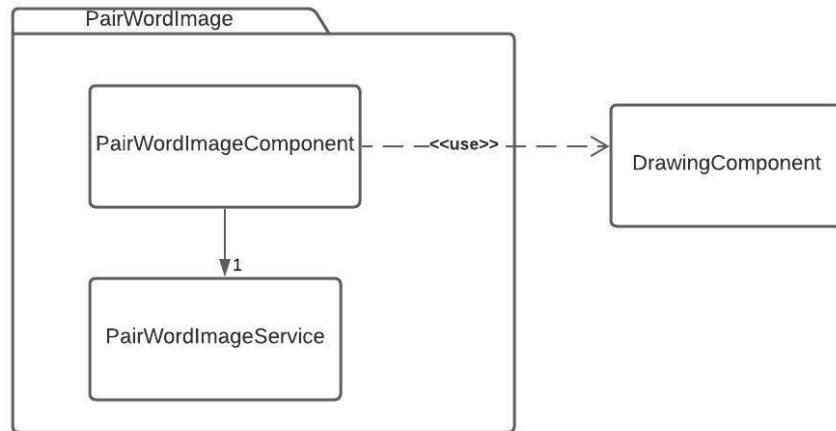 PairWordImage
PairWordImageComponent
<<use>>
DrawingComponent
1
PairWordImageService